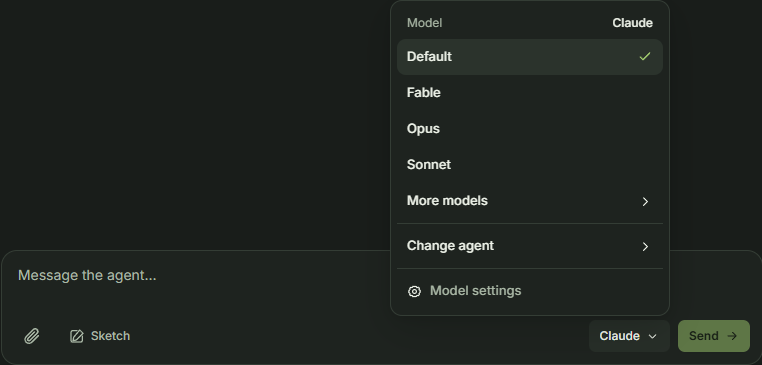 Model Claude
Default
Fable
Opus
Sonnet
More models
Change agent
Model settings
Message the agent...
Sketch
Claude
Send